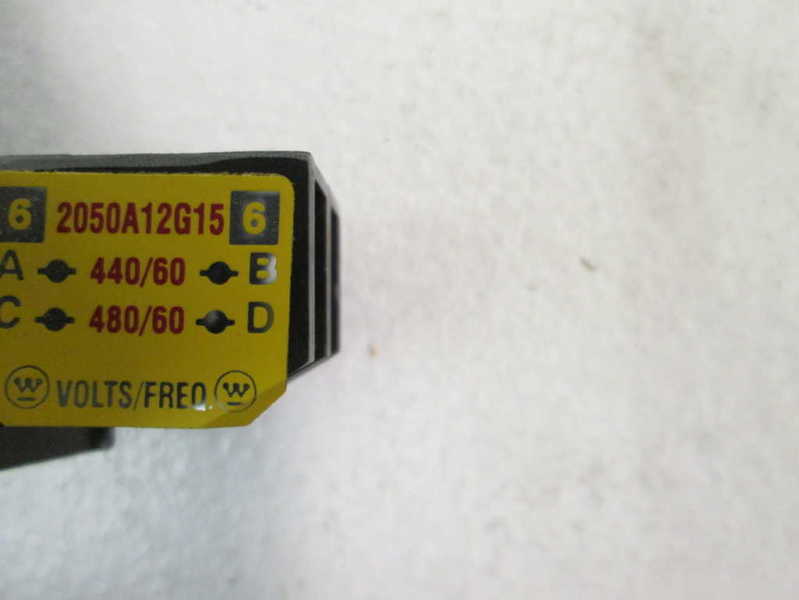 6 2050A12G15 6
A 440/60 B
C 480/60 D
W VOLTS/FREQ. W